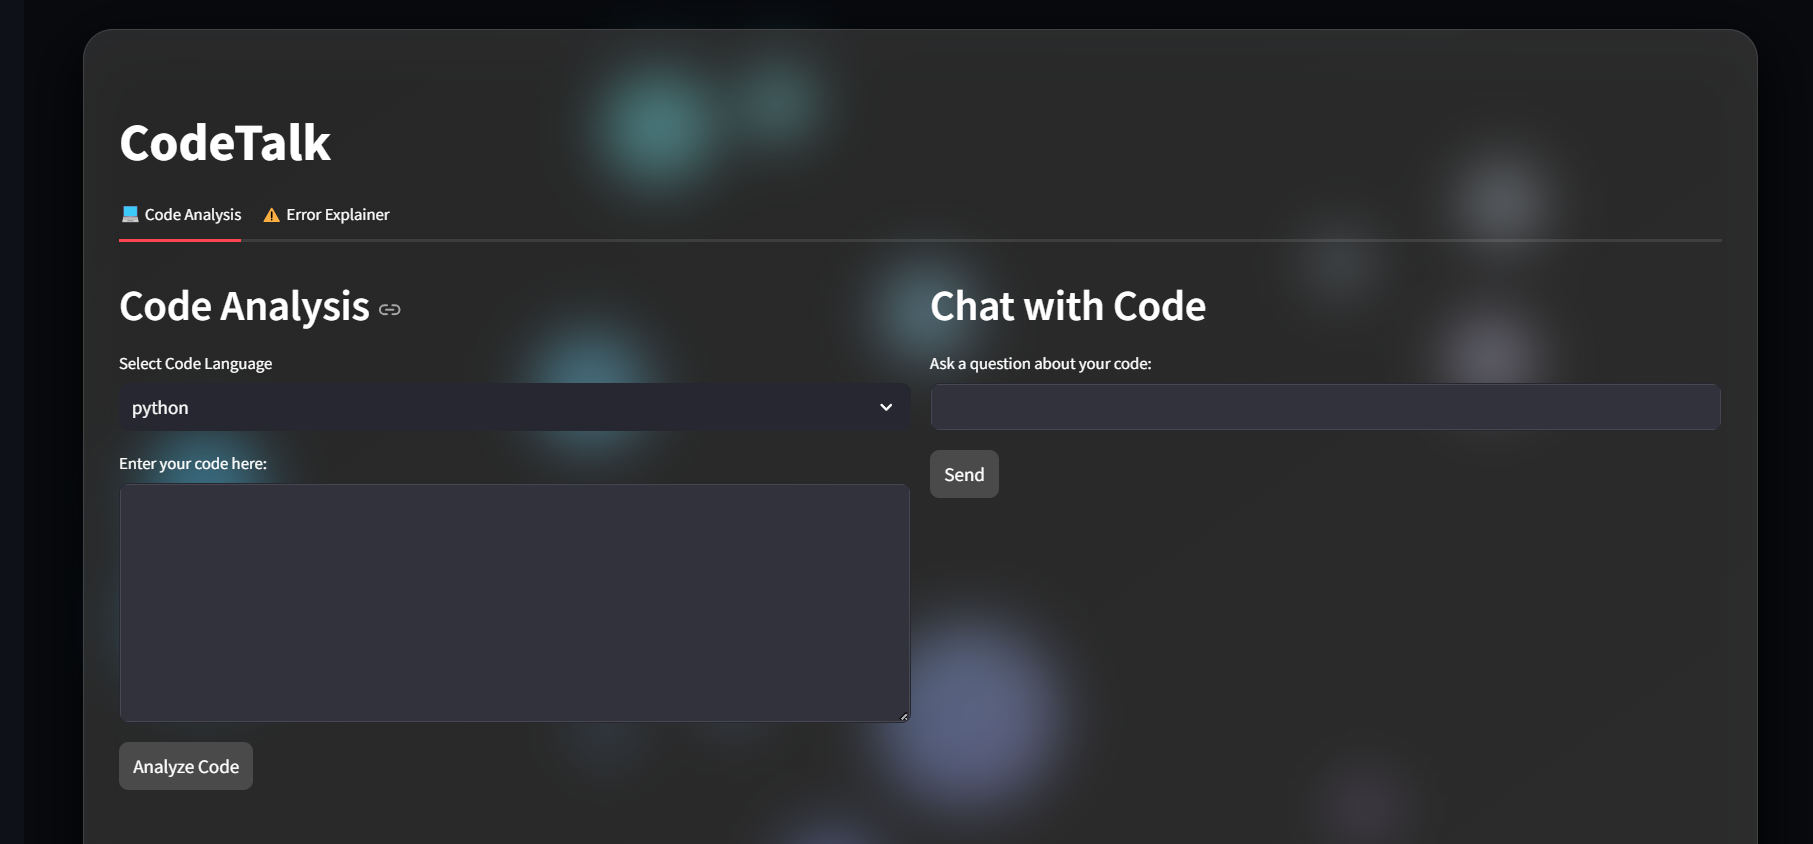 CodeTalk
Code Analysis
Error Explainer
Code Analysis
Select Code Language
python
Enter your code here:
Analyze Code
Chat with Code
Ask a question about your code:
Send